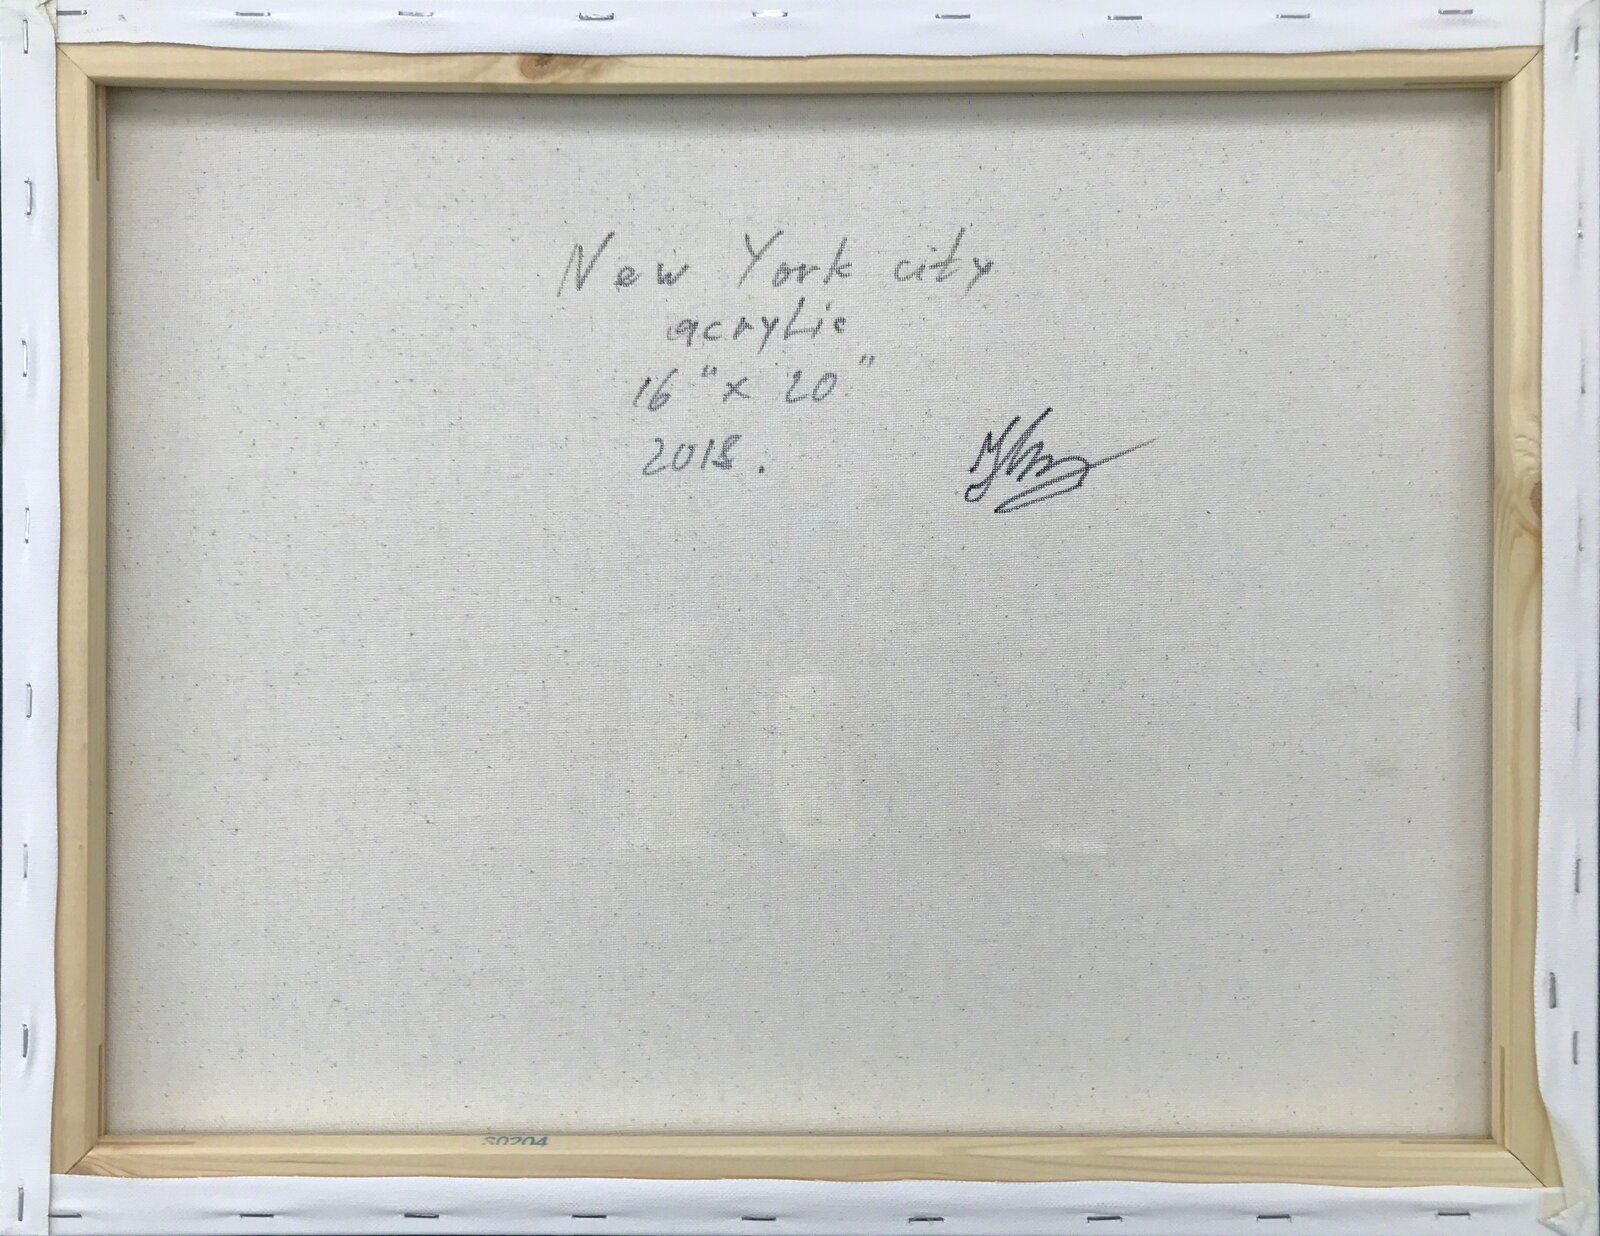 New York city
acrylic
16" x 20"
2018.
S0204